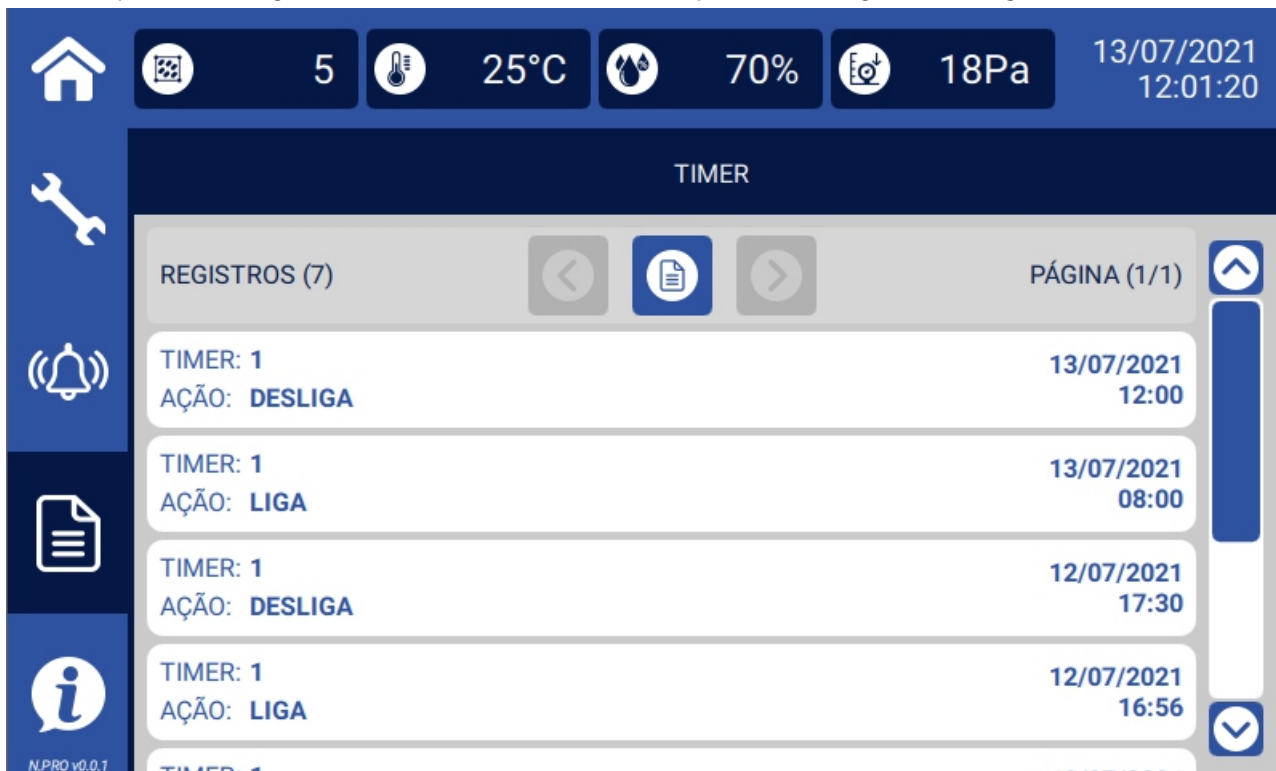 5 25°C 70% 18Pa 13/07/2021
12:01:20
TIMER
REGISTROS (7) PÁGINA (1/1)
TIMER: 1 13/07/2021
AÇÃO: DESLIGA 12:00
TIMER: 1 13/07/2021
AÇÃO: LIGA 08:00
TIMER: 1 12/07/2021
AÇÃO: DESLIGA 17:30
TIMER: 1 12/07/2021
AÇÃO: LIGA 16:56
N.PRO v0.0.1